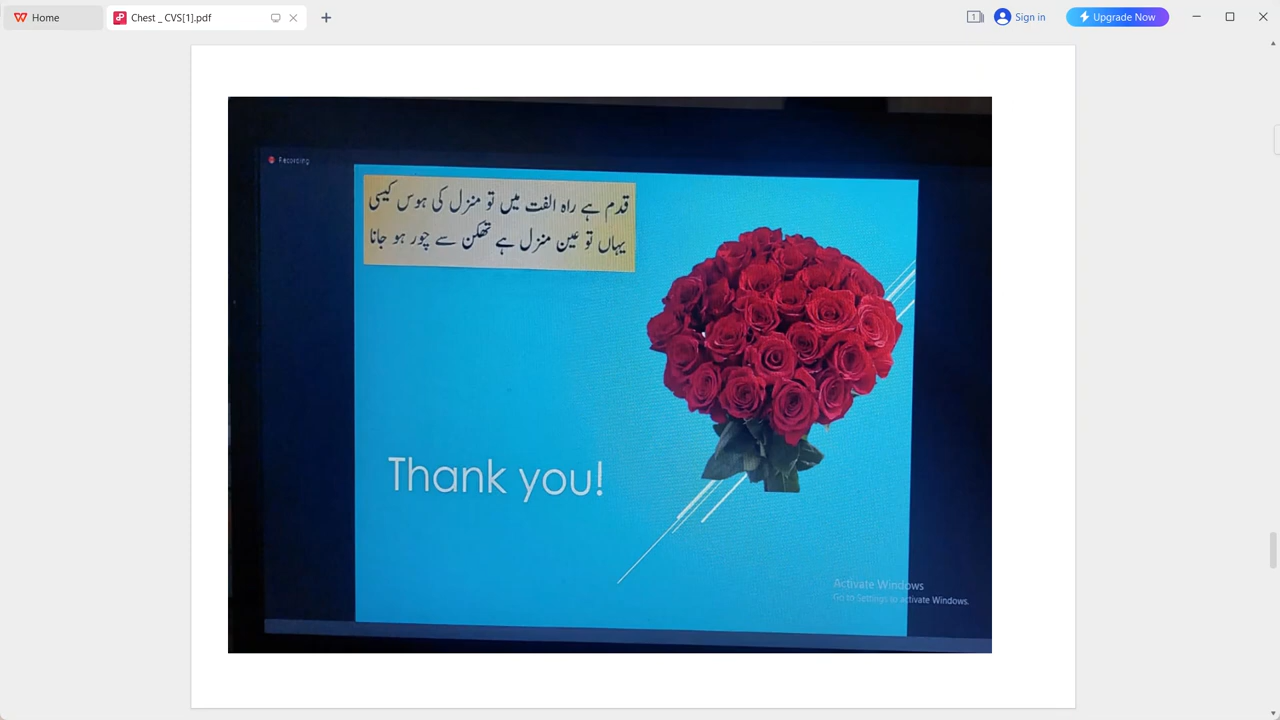 Home
Chest _ CVS[1].pdf
1
Sign in
Upgrade Now
Recording
قدم ہے راہ الفت میں تو منزل کی ہوس کیسی
یہاں تو عین منزل ہے تھکن سے چور ہو جانا
Thank you!
Activate Windows
Go to Settings to activate Windows.